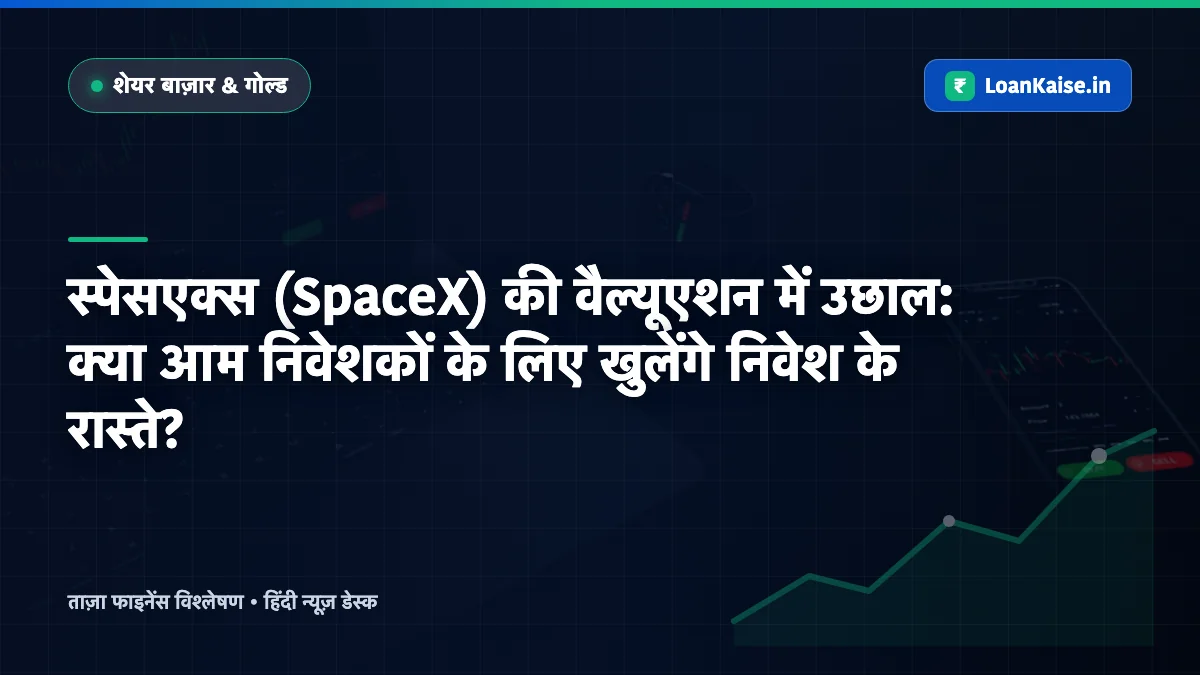 शेयर बाज़ार & गोल्ड
₹ LoanKaise.in
स्पेसएक्स (SpaceX) की वैल्यूएशन में उछाल:
क्या आम निवेशकों के लिए खुलेंगे निवेश के
रास्ते?
ताज़ा फाइनेंस विश्लेषण • हिंदी न्यूज़ डेस्क